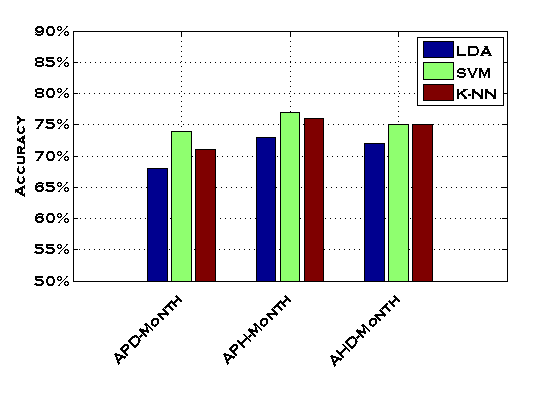 90%
85%
80%
75%
70%
65%
60%
55%
50%
Accuracy
LDA
SVM
K-NN
APD-Month
APH-Month
AHD-Month